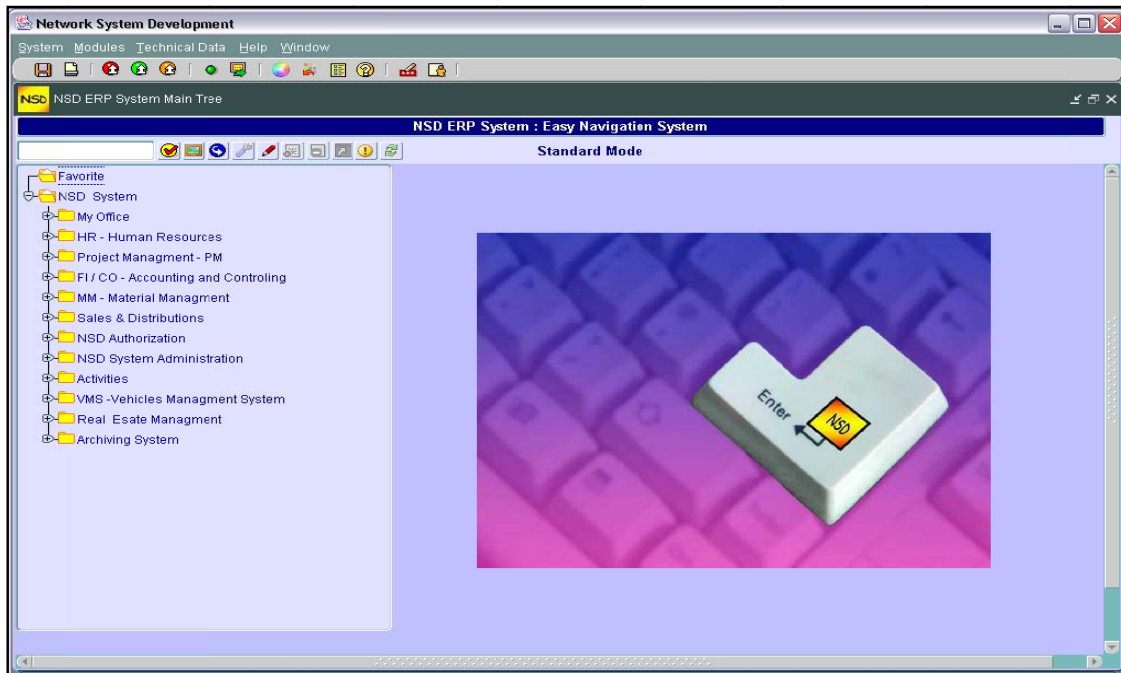 Network System Development
System Modules Technical Data Help Window
NSD NSD ERP System Main Tree
NSD ERP System : Easy Navigation System
Standard Mode
Favorite
NSD System
My Office
HR - Human Resources
Project Managment - PM
FI / CO - Accounting and Controling
MM - Material Managment
Sales & Distributions
NSD Authorization
NSD System Administration
Activities
VMS -Vehicles Managment System
Real Esate Managment
Archiving System
Enter
NSD